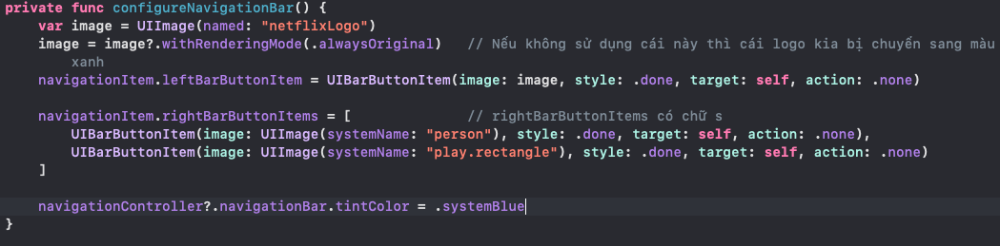 private func configureNavigationBar() {
var image = UIImage(named: "netflixLogo")
image = image?.withRenderingMode(.alwaysOriginal) // Nếu không sử dụng cái này thì cái logo kia bị chuyển sang màu
xanh
navigationItem.leftBarButtonItem = UIBarButtonItem(image: image, style: .done, target: self, action: .none)
navigationItem.rightBarButtonItems = [ // rightBarButtonItems có chữ s
UIBarButtonItem(image: UIImage(systemName: "person"), style: .done, target: self, action: .none),
UIBarButtonItem(image: UIImage(systemName: "play.rectangle"), style: .done, target: self, action: .none)
]
navigationController?.navigationBar.tintColor = .systemBlue
}